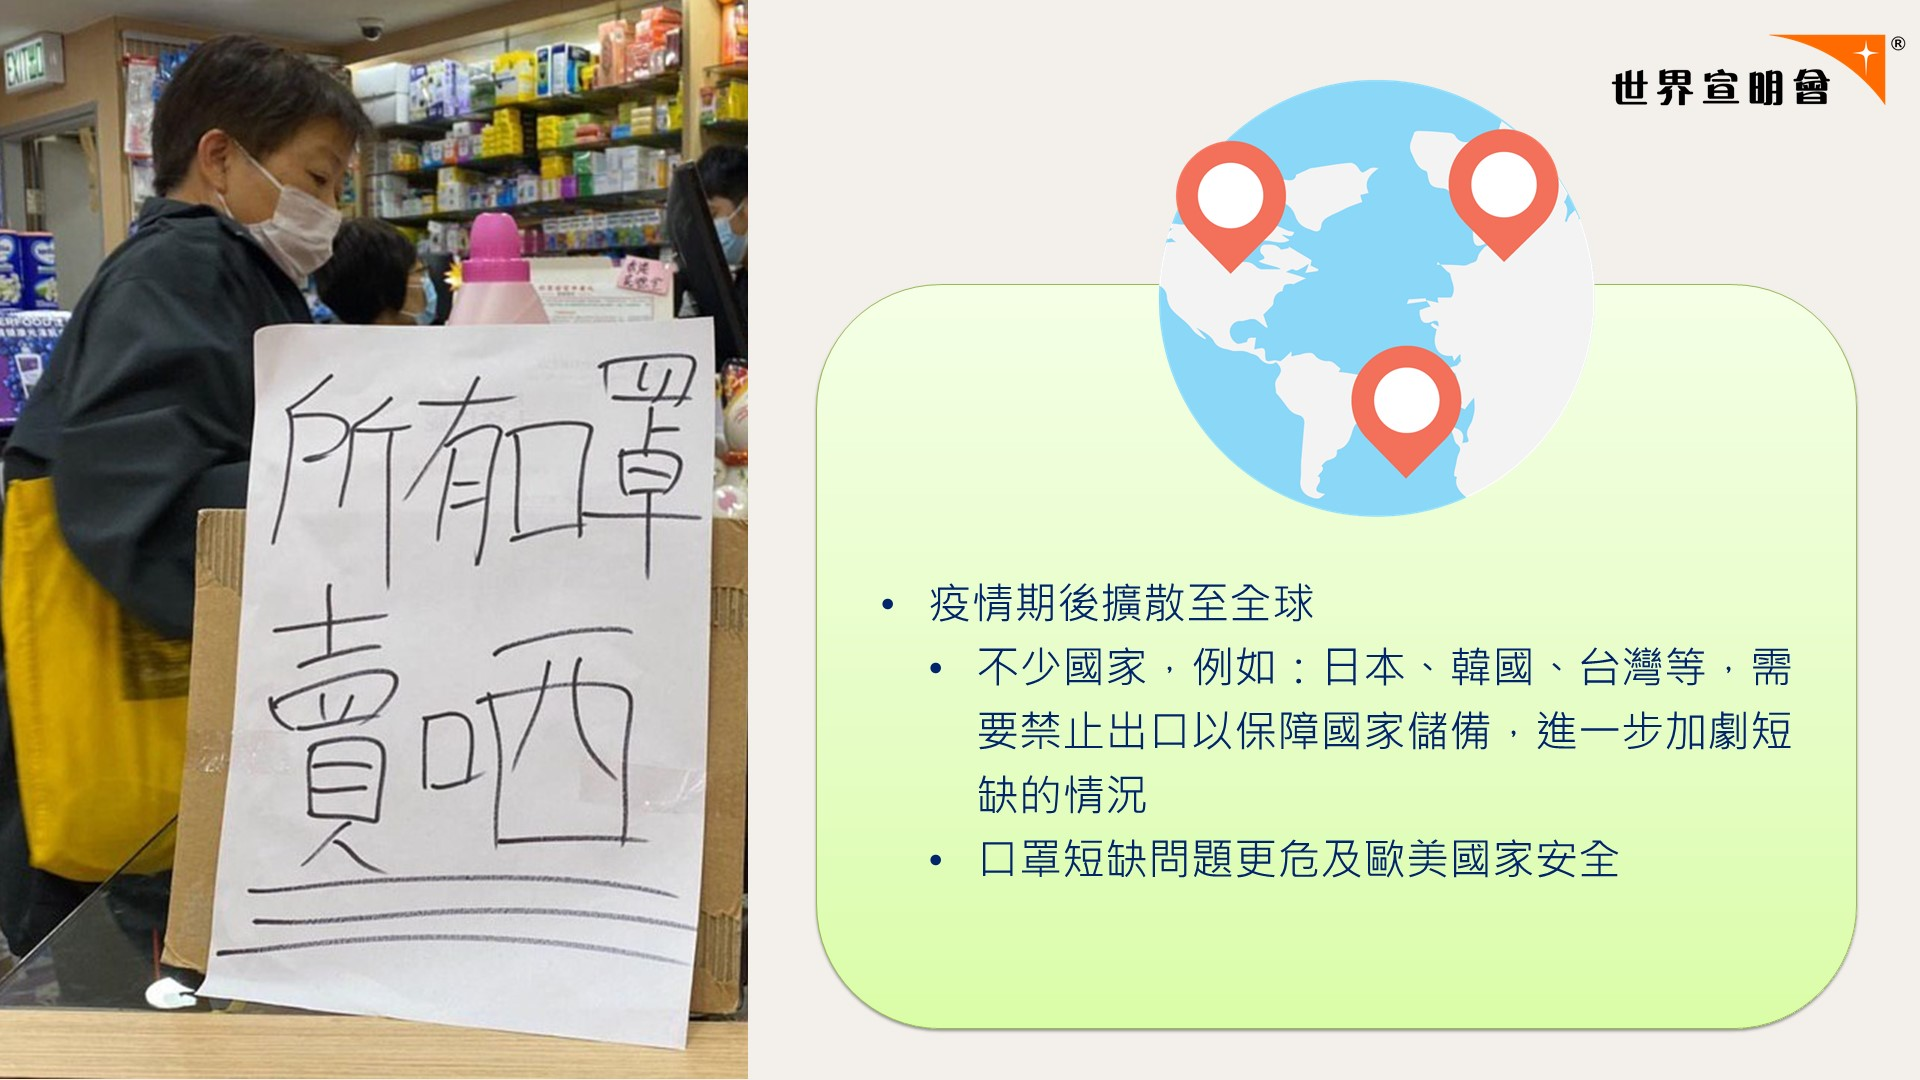 EXIT
所有口罩
賣哂
世界宣明會®
• 疫情期後擴散至全球
• 不少國家，例如：日本、韓國、台灣等，需
要禁止出口以保障國家儲備，進一步加劇短
缺的情況
• 口罩短缺問題更危及歐美國家安全